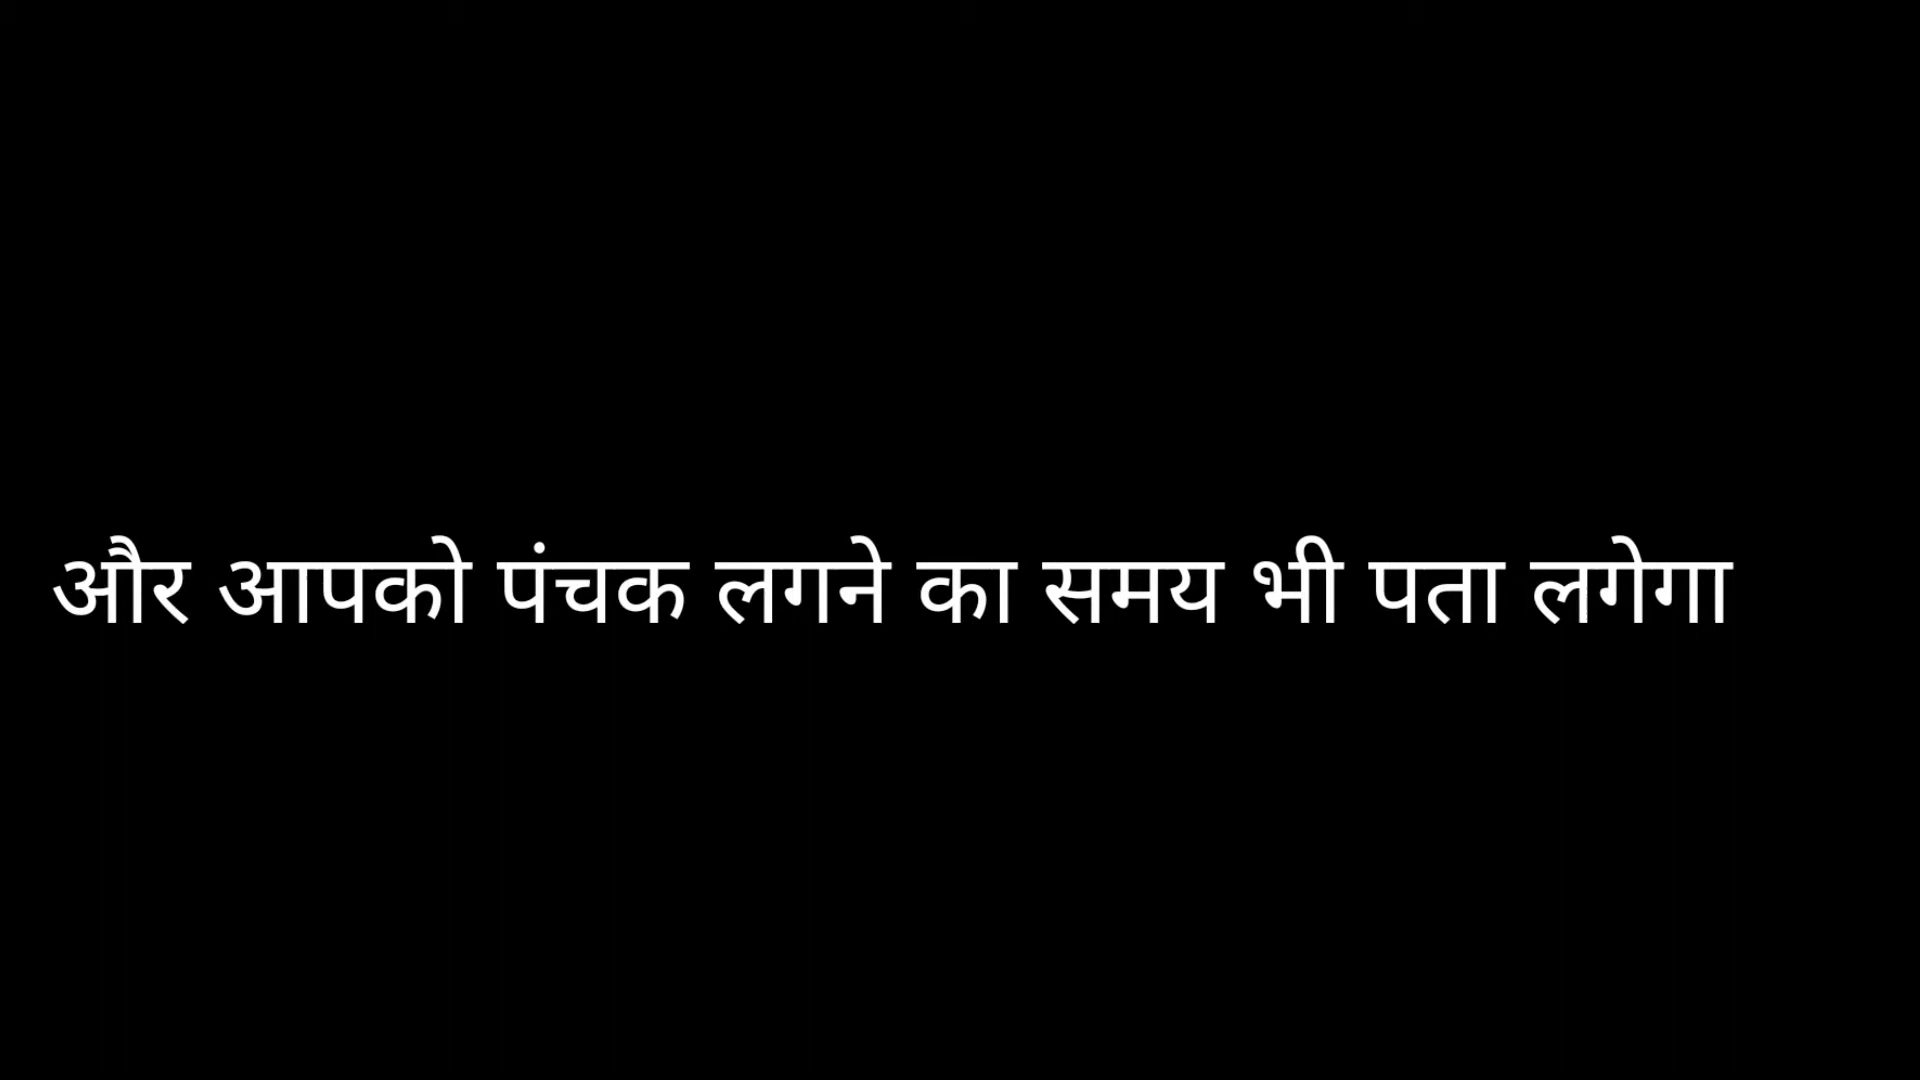 और आपको पंचक लगने का समय भी पता लगेगा